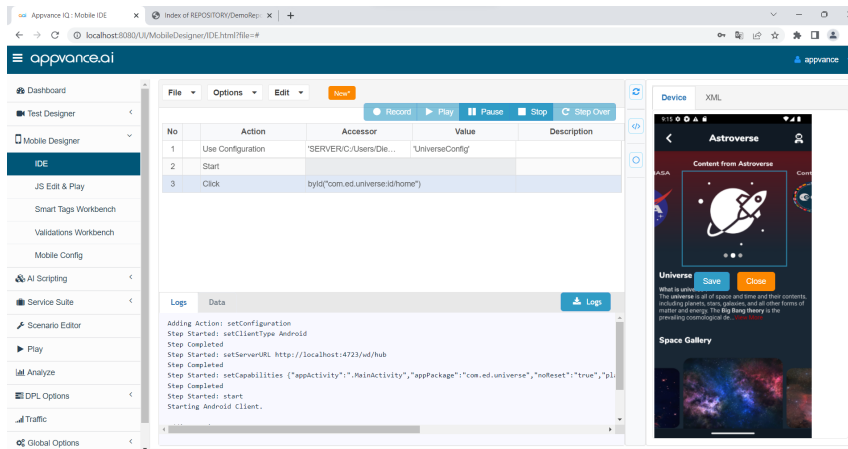 Appvance IQ : Mobile IDE
Index of REPOSITORY/DemoRep
localhost:8080/UI/MobileDesigner/IDE.html?file=#
appvance.ai
appvance
Dashboard
Test Designer
Mobile Designer
IDE
JS Edit & Play
Smart Tags Workbench
Validations Workbench
Mobile Config
AI Scripting
Service Suite
Scenario Editor
Play
Analyze
DPL Options
Traffic
Global Options
File Options Edit New*
Record Play Pause Stop Step Over
No Action Accessor Value Description
1 Use Configuration 'SERVER/C:/Users/Die... 'UniverseConfig'
2 Start
3 Click byId("com.ed.universe:id/home")
Logs Data Logs
Adding Action: setConfiguration
Step Started: setClientType Android
Step Completed
Step Started: setServerURL http://localhost:4723/wd/hub
Step Completed
Step Started: setCapabilities {"appActivity":".MainActivity","appPackage":"com.ed.universe","noReset":"true","pl
Step Completed
Step Started: start
Starting Android Client.
Device XML
9:15
Astroverse
Content from Astroverse
ASA
Cont
Universe
Save Close
What is unive
The universe is all of space and time and their contents,
including planets, stars, galaxies, and all other forms of
matter and energy. The Big Bang theory is the
prevailing cosmological de...
Space Gallery